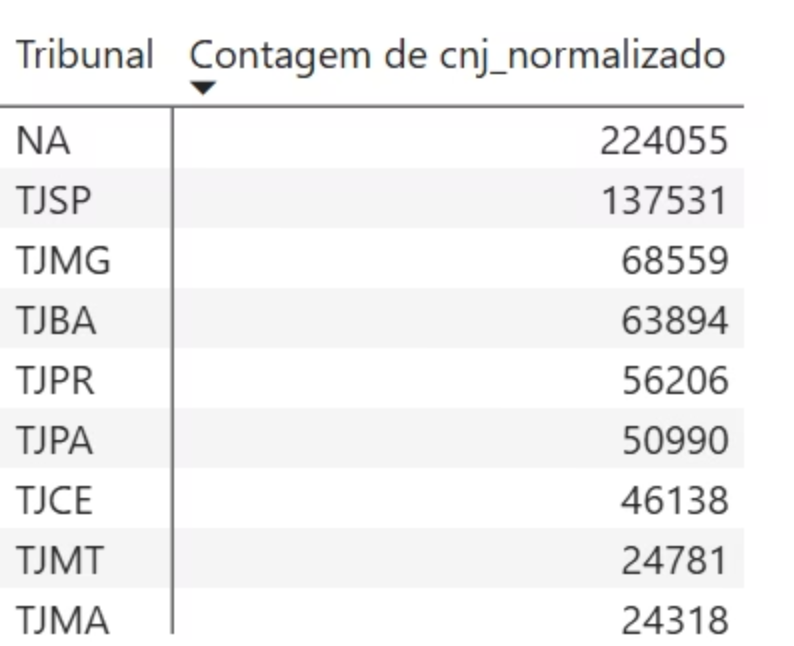 Tribunal Contagem de cnj_normalizado
NA 224055
TJSP 137531
TJMG 68559
TJBA 63894
TJPR 56206
TJPA 50990
TJCE 46138
TJMT 24781
TJMA 24318